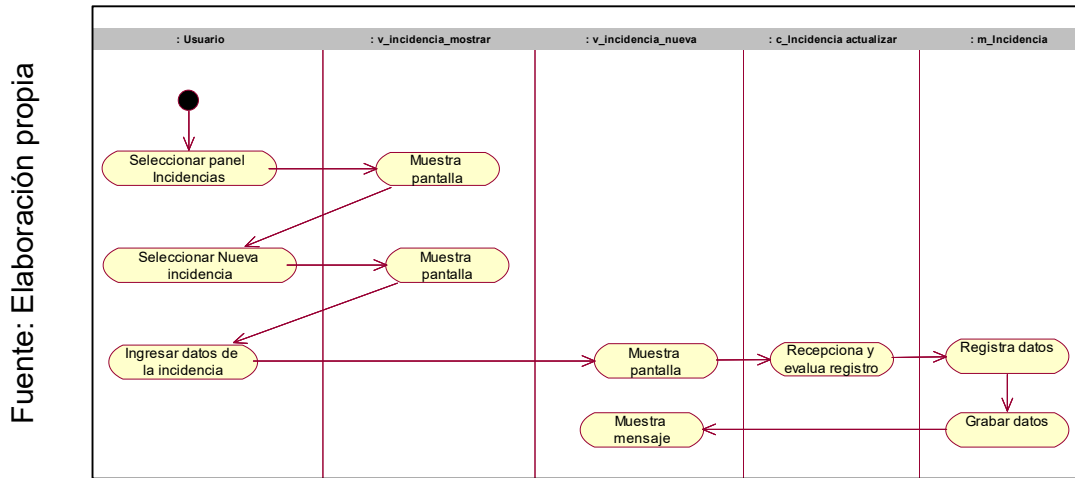 : Usuario
: v_incidencia_mostrar
: v_incidencia_nueva
: c_Incidencia actualizar
: m_Incidencia
Seleccionar panel
Incidencias
Muestra
pantalla
Seleccionar Nueva
incidencia
Muestra
pantalla
Ingresar datos de
la incidencia
Muestra
pantalla
Recepciona y
evalua registro
Registra datos
Muestra
mensaje
Grabar datos
Fuente: Elaboración propia